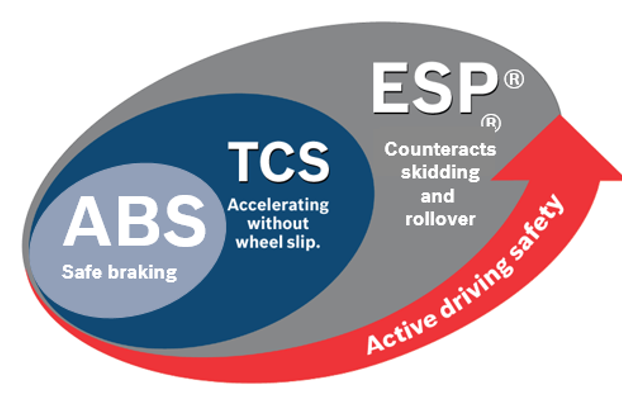 ESP®
®
Counteracts
skidding
and
rollover
TCS
Accelerating
without
wheel slip.
ABS
Safe braking
Active driving safety